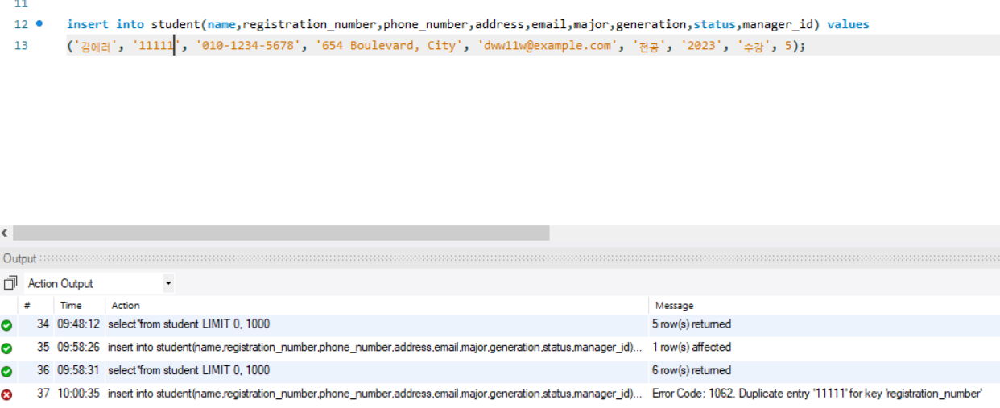 11
12 insert into student(name,registration_number,phone_number,address,email,major,generation,status,manager_id) values
13 ('김에러', '11111', '010-1234-5678', '654 Boulevard, City', 'dww11w@example.com', '전공', '2023', '수강', 5);
Output
Action Output
# Time Action Message
34 09:48:12 select*from student LIMIT 0, 1000 5 row(s) returned
35 09:58:26 insert into student(name,registration_number,phone_number,address,email,major,generation,status,manager_id)... 1 row(s) affected
36 09:58:31 select*from student LIMIT 0, 1000 6 row(s) returned
37 10:00:35 insert into student(name,registration_number,phone_number,address,email,major,generation,status,manager_id)... Error Code: 1062. Duplicate entry '11111' for key 'registration_number'